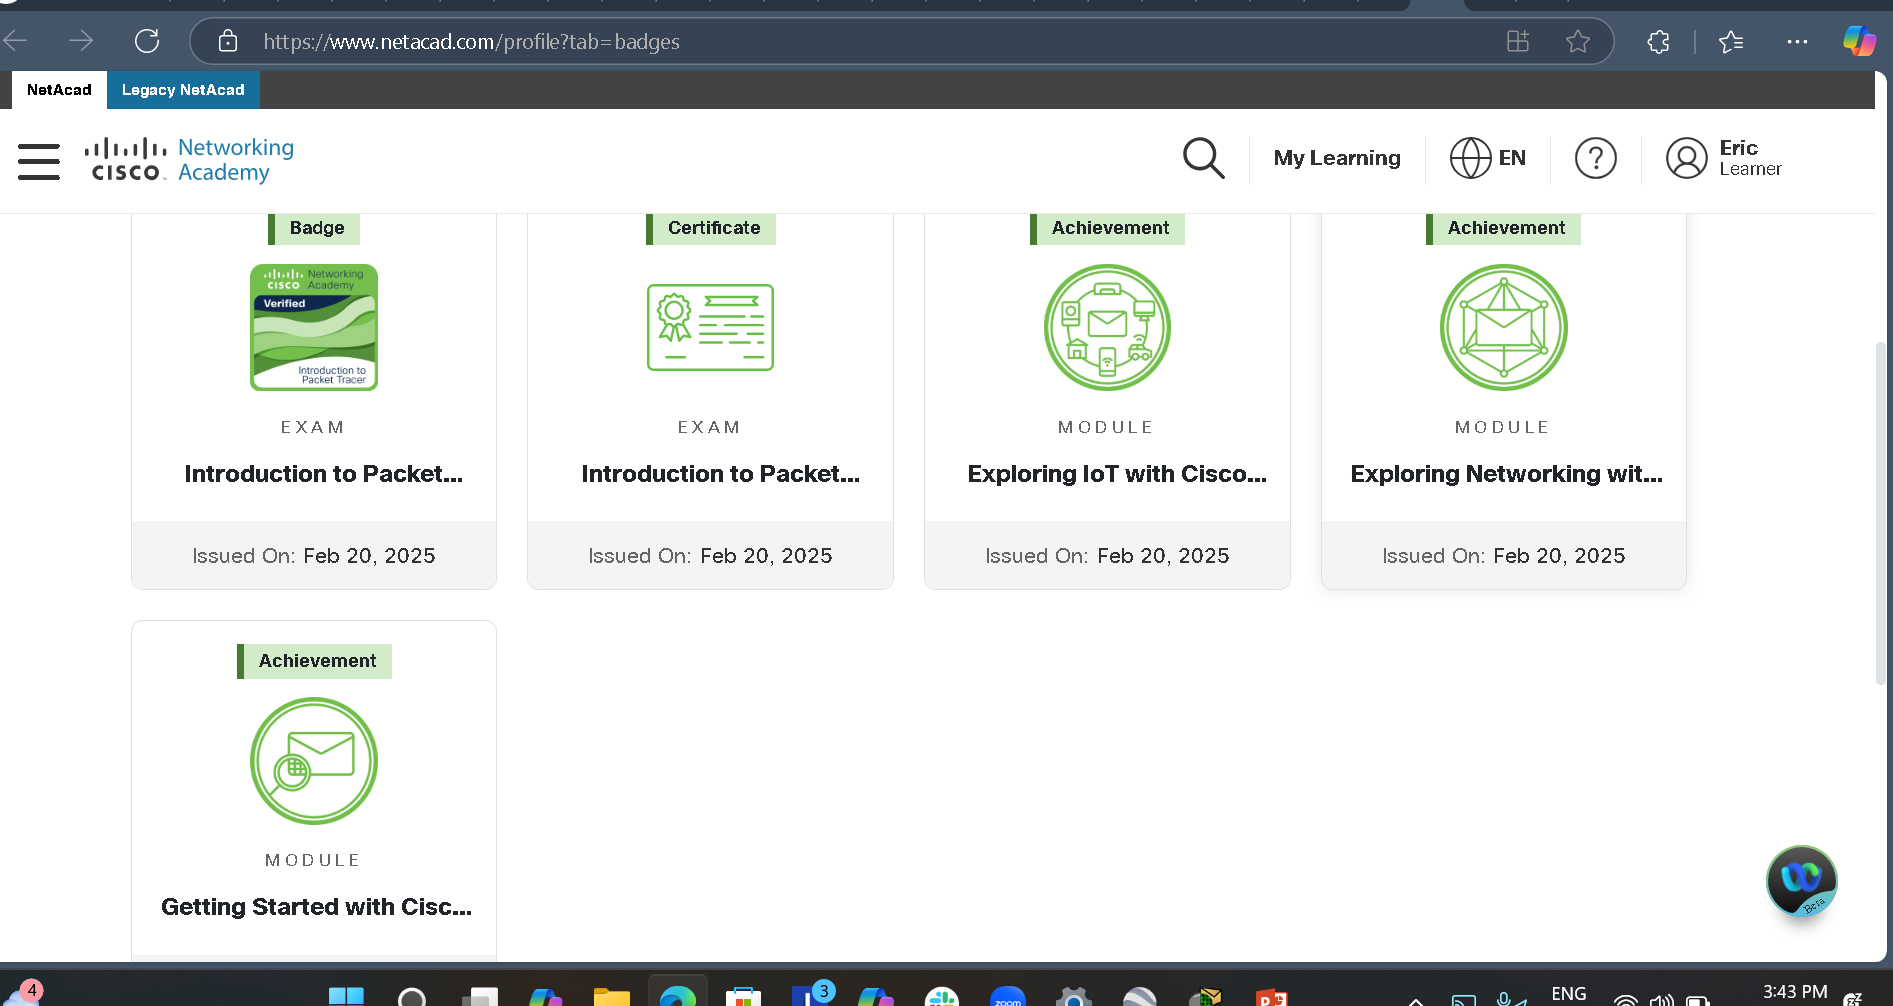 https://www.netacad.com/profile?tab=badges
NetAcad
Legacy NetAcad
CISCO
Networking
Academy
My Learning
EN
?
Eric
Learner
Badge
Certificate
Achievement
Achievement
CISCO
Networking
Academy
Verified
Introduction to
Packet Tracer
EXAM
EXAM
MODULE
MODULE
Introduction to Packet...
Introduction to Packet...
Exploring IoT with Cisco...
Exploring Networking wit...
Issued On: Feb 20, 2025
Issued On: Feb 20, 2025
Issued On: Feb 20, 2025
Issued On: Feb 20, 2025
Achievement
MODULE
Getting Started with Cisc...
Beta
4
3
zoom
ENG
3:43 PM